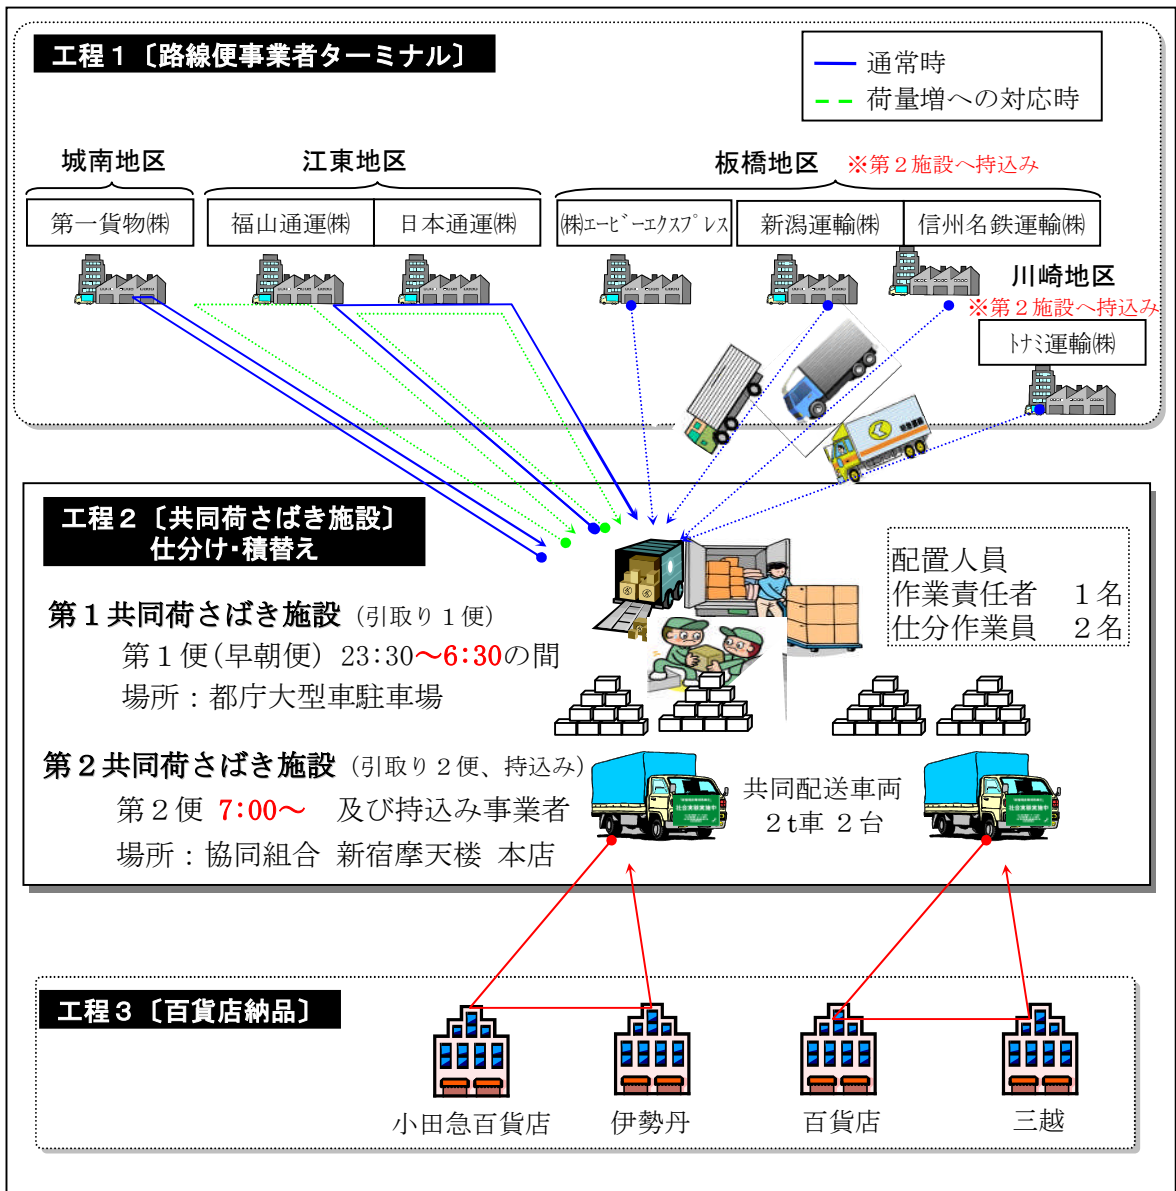 工程１〔路線便事業者ターミナル〕
通常時
荷量増への対応時
城南地区
江東地区
板橋地区 ※第２施設へ持込み
第一貨物㈱
福山通運㈱
日本通運㈱
㈱エービーエクスプレス
新潟運輸㈱
信州名鉄運輸㈱
川崎地区
※第２施設へ持込み
トナミ運輸㈱
工程２〔共同荷さばき施設〕
仕分け・積替え
配置人員
作業責任者 １名
仕分作業員 ２名
第１共同荷さばき施設（引取り１便）
第１便(早朝便) 23:30～6:30の間
場所：都庁大型車駐車場
第２共同荷さばき施設（引取り２便、持込み）
第２便 7:00～ 及び持込み事業者
場所：協同組合 新宿摩天楼 本店
共同配送車両
２t車 ２台
工程３〔百貨店納品〕
小田急百貨店
伊勢丹
百貨店
三越